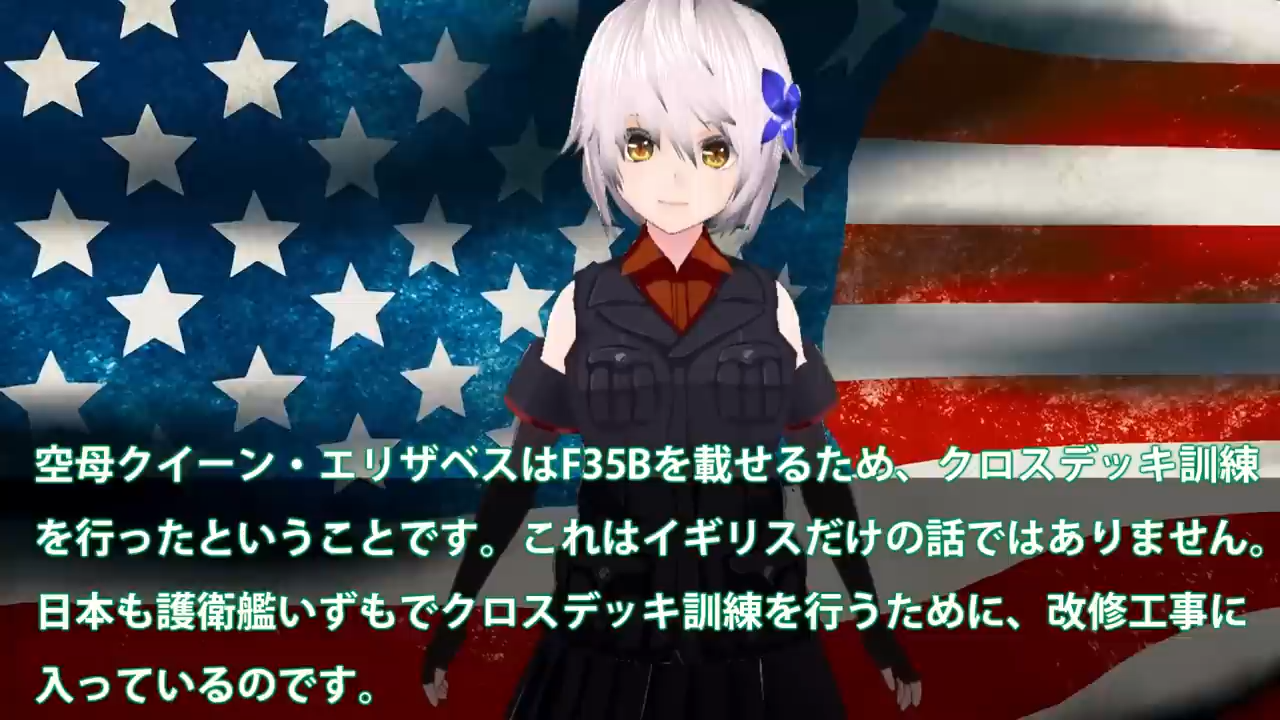 空母クイーン・エリザベスはF35Bを載せるため、クロスデッキ訓練
を行ったということです。これはイギリスだけの話ではありません。
日本も護衛艦いずもでクロスデッキ訓練を行うために、改修工事に
入っているのです。